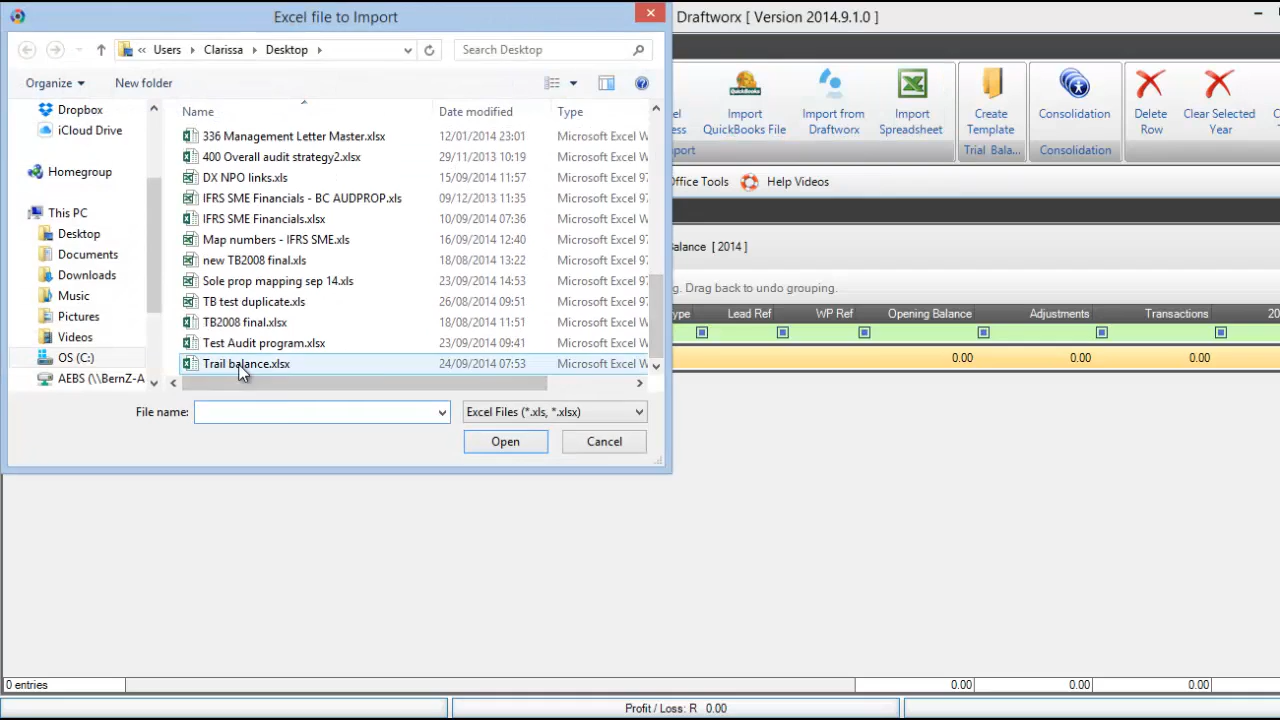 Excel file to Import
Draftworx [ Version 2014.9.1.0 ]
« Users Clarissa Desktop
Search Desktop
Organize
New folder
Import QuickBooks File
Import from Draftworx
Import Spreadsheet
Create Template
Consolidation
Delete Row
Clear Selected Year
Trial Bala...
Consolidation
Office Tools
Help Videos
Dropbox
iCloud Drive
Homegroup
This PC
Desktop
Documents
Downloads
Music
Pictures
Videos
OS (C:)
AEBS (\\BernZ-A
Name Date modified Type
336 Management Letter Master.xlsx 12/01/2014 23:01 Microsoft Excel W
400 Overall audit strategy2.xlsx 29/11/2013 10:19 Microsoft Excel W
DX NPO links.xls 15/09/2014 11:57 Microsoft Excel 97
IFRS SME Financials - BC AUDPROP.xls 09/12/2013 11:35 Microsoft Excel 97
IFRS SME Financials.xlsx 10/09/2014 07:36 Microsoft Excel W
Map numbers - IFRS SME.xls 16/09/2014 12:40 Microsoft Excel 97
new TB2008 final.xls 18/08/2014 13:22 Microsoft Excel 97
Sole prop mapping sep 14.xls 23/09/2014 14:53 Microsoft Excel 97
TB test duplicate.xls 26/08/2014 09:51 Microsoft Excel 97
TB2008 final.xlsx 18/08/2014 11:51 Microsoft Excel W
Test Audit program.xlsx 23/09/2014 09:41 Microsoft Excel W
Trail balance.xlsx 24/09/2014 07:53 Microsoft Excel W
File name:
Excel Files (*.xls, *.xlsx)
Open
Cancel
alance [ 2014 ]
g. Drag back to undo grouping.
ype Lead Ref WP Ref Opening Balance Adjustments Transactions 20
0.00 0.00 0.00
0 entries
0.00 0.00 0.00
Profit / Loss: R 0.00